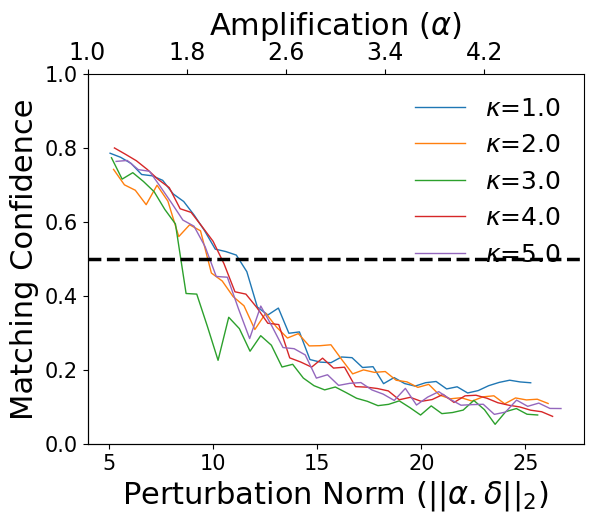 Amplification (α)
1.0 1.8 2.6 3.4 4.2
1.0
0.8
0.6
0.4
0.2
0.0
Matching Confidence
κ=1.0
κ=2.0
κ=3.0
κ=4.0
κ=5.0
5 10 15 20 25
Perturbation Norm (||α.δ||₂)